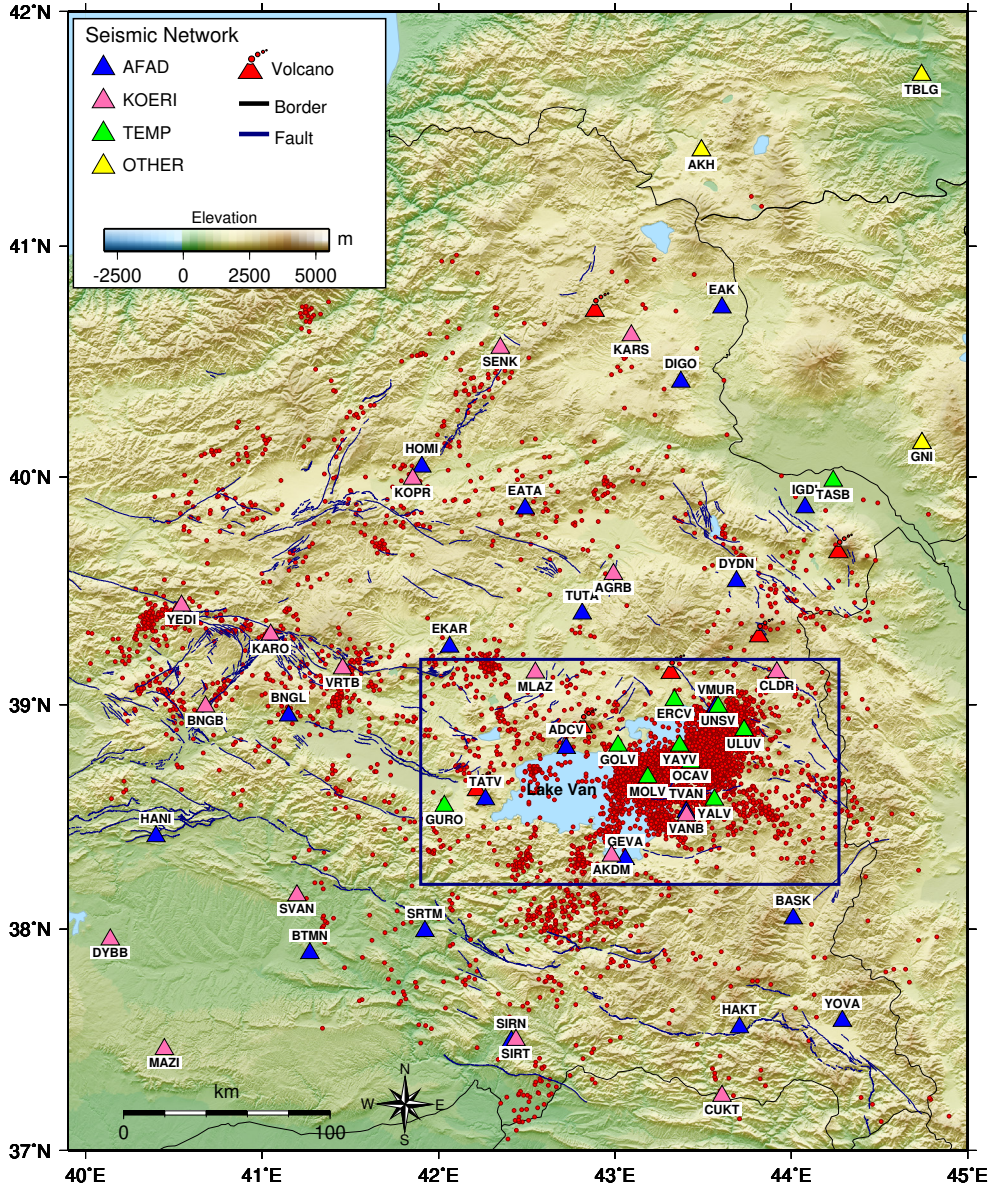 42°N
Seismic Network
AFAD
Volcano
KOERI
Border
TEMP
Fault
OTHER
Elevation
m
-2500 0 2500 5000
TBLG
AKH
41°N
EAK
KARS
SENK
DIGO
HOMI
GNI
40°N
KOPR
EATA
TASB
DYDN
AGRB
TUTA
YEDI
EKAR
KARO
VRTB
MLAZ
CLDR
VMUR
BNGL
39°N
BNGB
ERCV
UNSV
ADCV
ULUV
GOLV
YAYV
OCAV
TATV
Lake Van
MOLV
TVAN
YALV
GURO
HANI
VANB
GEVA
AKDM
BASK
SVAN
SRTM
38°N
BTMN
DYBB
YOVA
HAKT
SIRN
SIRT
MAZI
N
km
W
E
CUKT
0 100
S
37°N
40°E 41°E 42°E 43°E 44°E 45°E